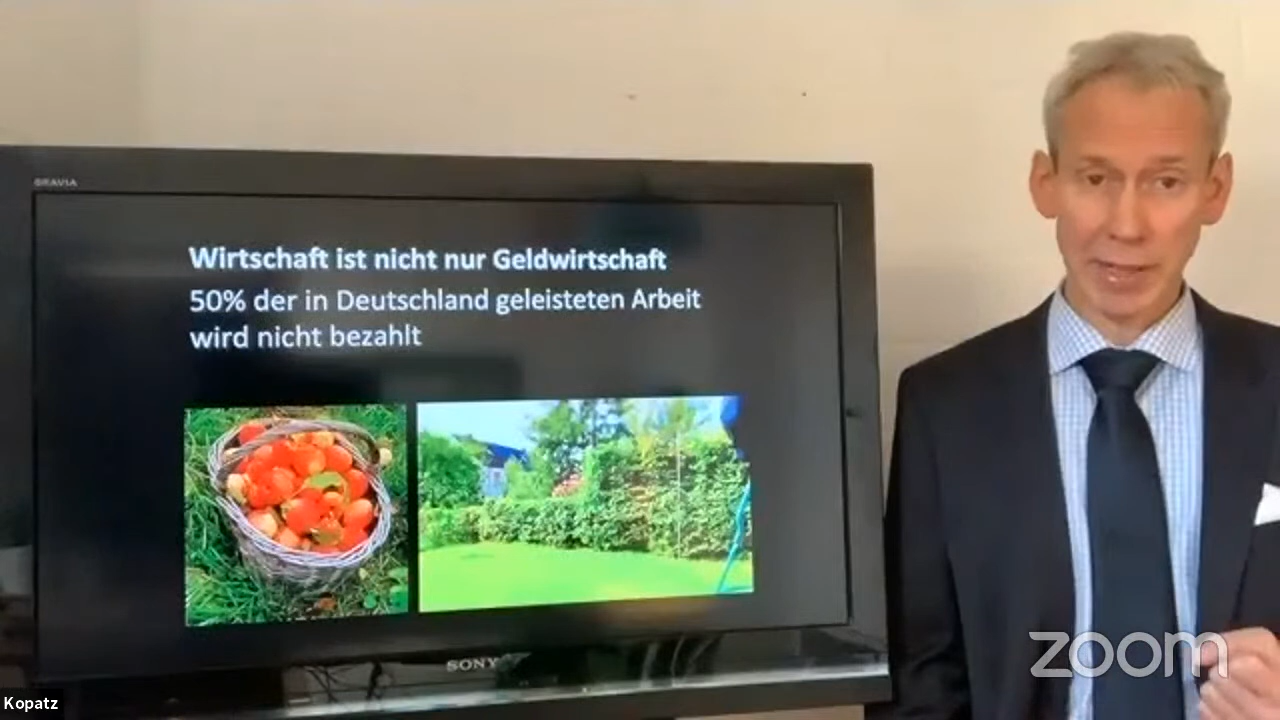 BRAVIA
Wirtschaft ist nicht nur Geldwirtschaft
50% der in Deutschland geleisteten Arbeit
wird nicht bezahlt
SONY
zoom
Kopatz